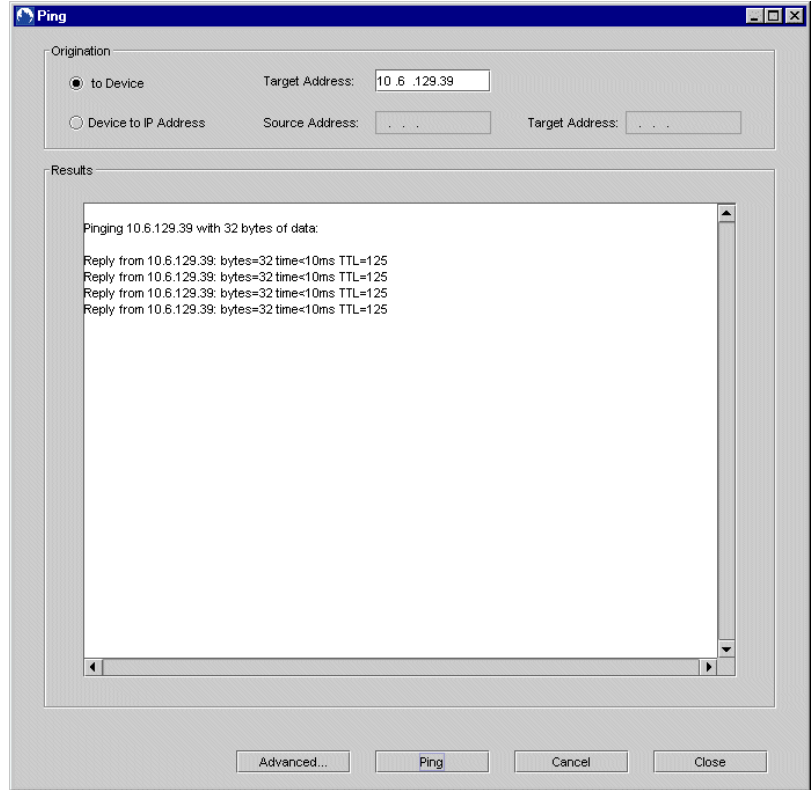 Ping
Origination
to Device Target Address: 10 .6 .129.39
Device to IP Address Source Address: . . . Target Address: . . .
Results
Pinging 10.6.129.39 with 32 bytes of data:
Reply from 10.6.129.39: bytes=32 time<10ms TTL=125
Reply from 10.6.129.39: bytes=32 time<10ms TTL=125
Reply from 10.6.129.39: bytes=32 time<10ms TTL=125
Reply from 10.6.129.39: bytes=32 time<10ms TTL=125
Advanced... Ping Cancel Close